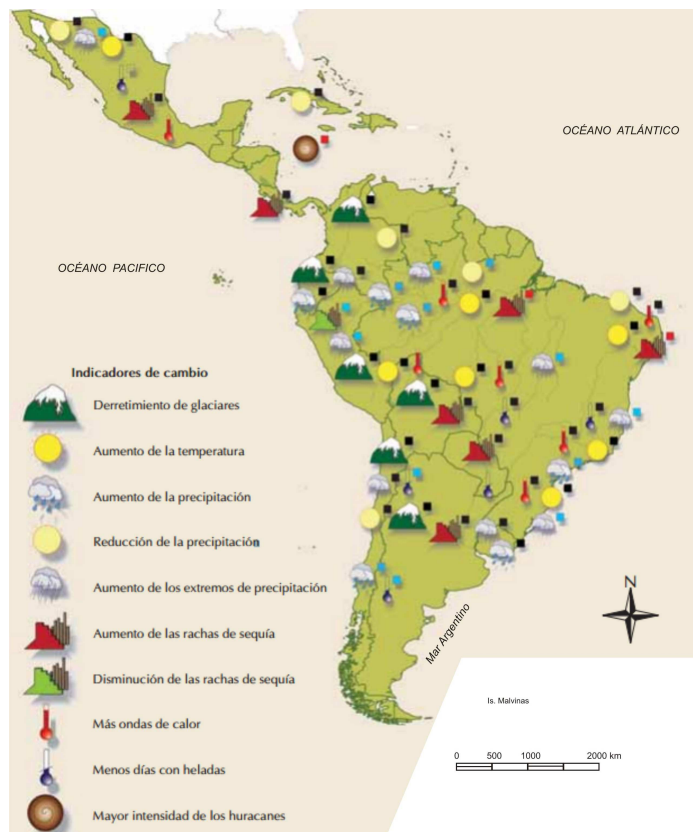 OCÉANO ATLÁNTICO
OCÉANO PACIFICO
Indicadores de cambio
Derretimiento de glaciares
Aumento de la temperatura
Aumento de la precipitación
Reducción de la precipitación
Aumento de los extremos de precipitación
Aumento de las rachas de sequía
Disminución de las rachas de sequía
Más ondas de calor
Menos días con heladas
Mayor intensidad de los huracanes
Mar Argentino
N
Is. Malvinas
0 500 1000 2000 km